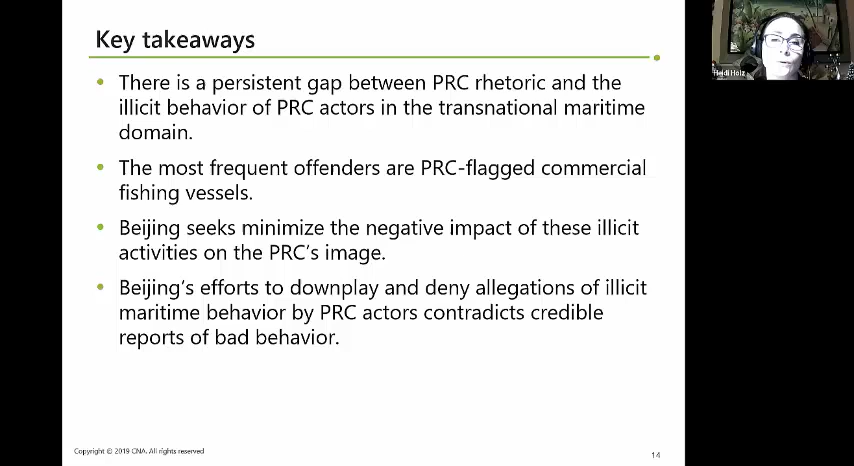 Key takeaways
There is a persistent gap between PRC rhetoric and the
illicit behavior of PRC actors in the transnational maritime
domain.
The most frequent offenders are PRC-flagged commercial
fishing vessels.
Beijing seeks minimize the negative impact of these illicit
activities on the PRC's image.
Beijing's efforts to downplay and deny allegations of illicit
maritime behavior by PRC actors contradicts credible
reports of bad behavior.
Copyright © 2019 CNA. All rights reserved
14
Heidi Holz